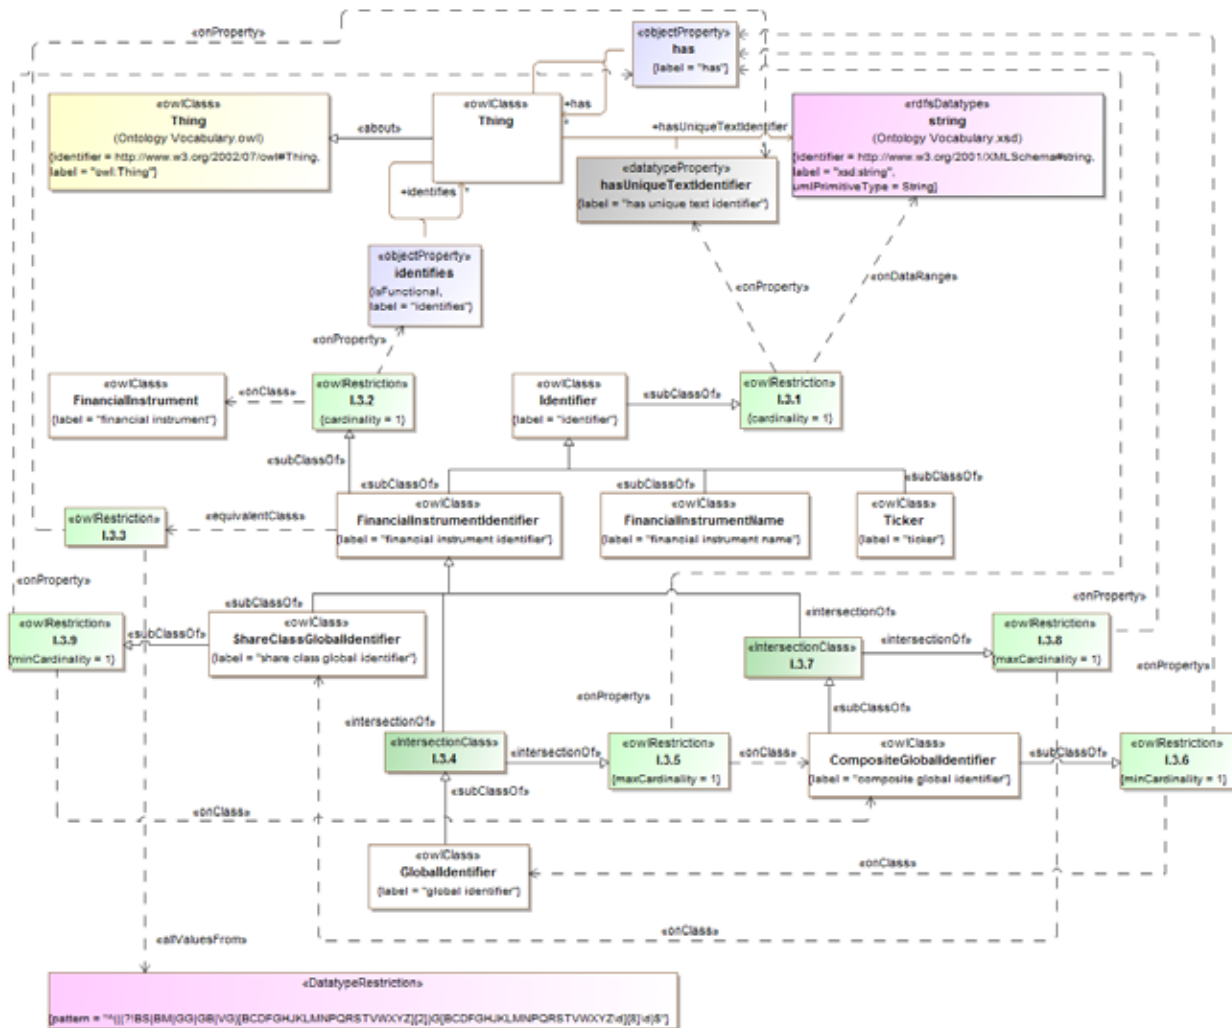 «onProperty»
«objectProperty»
has
{label = "has"}
«owlClass»
Thing
(Ontology Vocabulary.owl)
{identifier = http://www.w3.org/2002/07/owl#Thing,
label = "owl:Thing"}
«about»
«owlClass»
Thing
+has
*
+hasUniqueTextIdentifier
«rdfsDatatype»
string
(Ontology Vocabulary.xsd)
{identifier = http://www.w3.org/2001/XMLSchema#string,
label = "xsd:string",
umlPrimitiveType = String}
+identifies
*
«datatypeProperty»
hasUniqueTextIdentifier
{label = "has unique text identifier"}
«objectProperty»
identifies
{isFunctional,
label = "identifies"}
«onProperty»
«onDataRange»
«onProperty»
«owlClass»
FinancialInstrument
{label = "financial instrument"}
«onClass»
«owlRestriction»
I.3.2
{cardinality = 1}
«owlClass»
Identifier
{label = "identifier"}
«subClassOf»
«owlRestriction»
I.3.1
{cardinality = 1}
«subClassOf»
«subClassOf»
«subClassOf»
«subClassOf»
«owlRestriction»
I.3.3
«equivalentClass»
«owlClass»
FinancialInstrumentIdentifier
{label = "financial instrument identifier"}
«owlClass»
FinancialInstrumentName
{label = "financial instrument name"}
«owlClass»
Ticker
{label = "ticker"}
«onProperty»
«owlRestriction»
I.3.9
{minCardinality = 1}
«subClassOf»
«subClassOf»
«owlClass»
ShareClassGlobalIdentifier
{label = "share class global identifier"}
«intersectionOf»
«IntersectionClass»
I.3.7
«intersectionOf»
«onProperty»
«owlRestriction»
I.3.8
{maxCardinality = 1}
«onProperty»
«onProperty»
«subClassOf»
«intersectionOf»
«IntersectionClass»
I.3.4
«intersectionOf»
«owlRestriction»
I.3.5
{maxCardinality = 1}
«onClass»
«owlClass»
CompositeGlobalIdentifier
{label = "composite global identifier"}
«subClassOf»
«owlRestriction»
I.3.6
{minCardinality = 1}
«subClassOf»
«onClass»
«owlClass»
GlobalIdentifier
{label = "global identifier"}
«onClass»
«onClass»
«allValuesFrom»
«DatatypeRestriction»